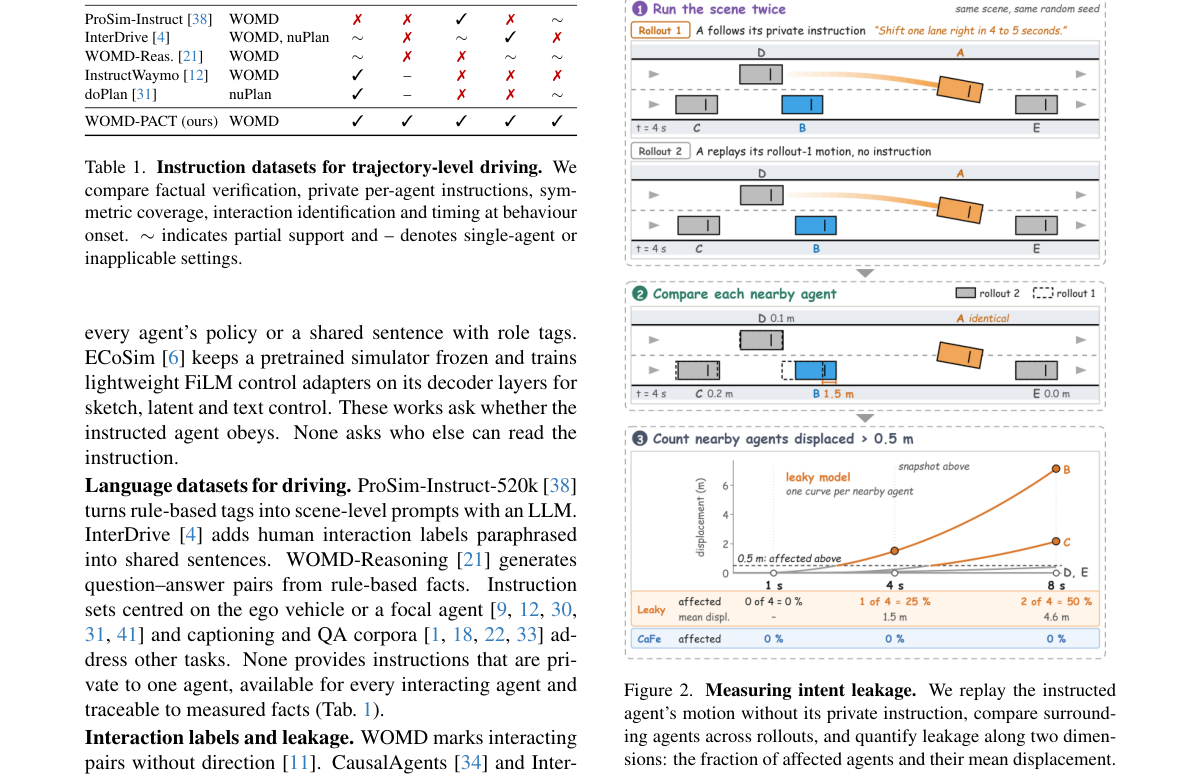 ProSim-Instruct [38] WOMD ✗ ✗ ✓ ✗ ∼
InterDrive [4] WOMD, nuPlan ∼ ✗ ∼ ✓ ✗
WOMD-Reas. [21] WOMD ∼ ✗ ✗ ∼ ∼
InstructWaymo [12] WOMD ✓ – ✗ ✗ ✗
doPlan [31] nuPlan ✓ – ✗ ✗ ∼
WOMD-PACT (ours) WOMD ✓ ✓ ✓ ✓ ✓
Table 1. Instruction datasets for trajectory-level driving. We
compare factual verification, private per-agent instructions, sym-
metric coverage, interaction identification and timing at behaviour
onset. ∼ indicates partial support and – denotes single-agent or
inapplicable settings.
every agent's policy or a shared sentence with role tags.
ECoSim [6] keeps a pretrained simulator frozen and trains
lightweight FiLM control adapters on its decoder layers for
sketch, latent and text control. These works ask whether the
instructed agent obeys. None asks who else can read the
instruction.
Language datasets for driving. ProSim-Instruct-520k [38]
turns rule-based tags into scene-level prompts with an LLM.
InterDrive [4] adds human interaction labels paraphrased
into shared sentences. WOMD-Reasoning [21] generates
question–answer pairs from rule-based facts. Instruction
sets centred on the ego vehicle or a focal agent [9, 12, 30,
31, 41] and captioning and QA corpora [1, 18, 22, 33] ad-
dress other tasks. None provides instructions that are pri-
vate to one agent, available for every interacting agent and
traceable to measured facts (Tab. 1).
Interaction labels and leakage. WOMD marks interacting
pairs without direction [11]. CausalAgents [34] and Inter-
1 Run the scene twice same scene, same random seed
Rollout 1 A follows its private instruction "Shift one lane right in 4 to 5 seconds."
D A
t = 4 s C B E
Rollout 2 A replays its rollout-1 motion, no instruction
D A
t = 4 s C B E
2 Compare each nearby agent rollout 2 rollout 1
D 0.1 m A identical
t = 4 s C 0.2 m B 1.5 m E 0.0 m
3 Count nearby agents displaced > 0.5 m
displacement (m)
6
4
2
0
leaky model
one curve per nearby agent
snapshot above
0.5 m: affected above
B
C
D, E
1 s 4 s 8 s
Leaky affected 0 of 4 = 0 % 1 of 4 = 25 % 2 of 4 = 50 %
mean displ. – 1.5 m 4.6 m
CaFe affected 0 % 0 % 0 %
Figure 2. Measuring intent leakage. We replay the instructed
agent's motion without its private instruction, compare surround-
ing agents across rollouts, and quantify leakage along two dimen-
sions: the fraction of affected agents and their mean displacement.